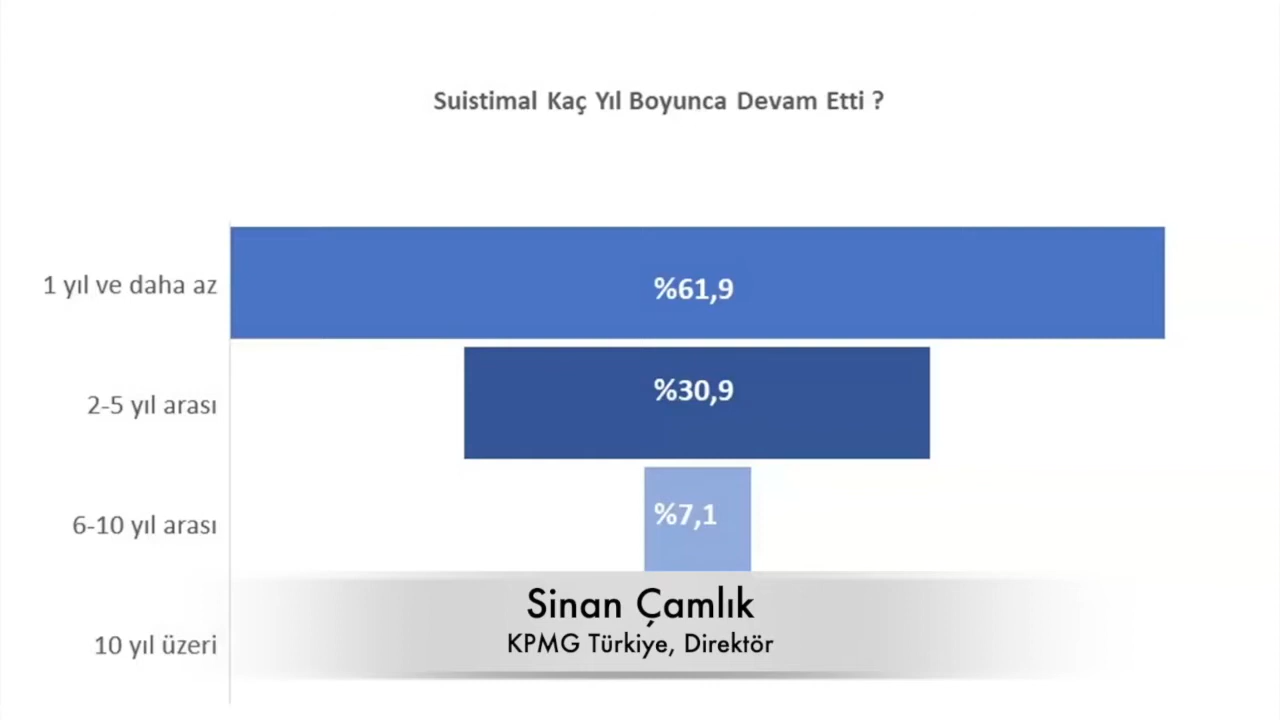 Suistimal Kaç Yıl Boyunca Devam Etti ?
1 yıl ve daha az
%61,9
2-5 yıl arası
%30,9
6-10 yıl arası
%7,1
10 yıl üzeri
Sinan Çamlık
KPMG Türkiye, Direktör